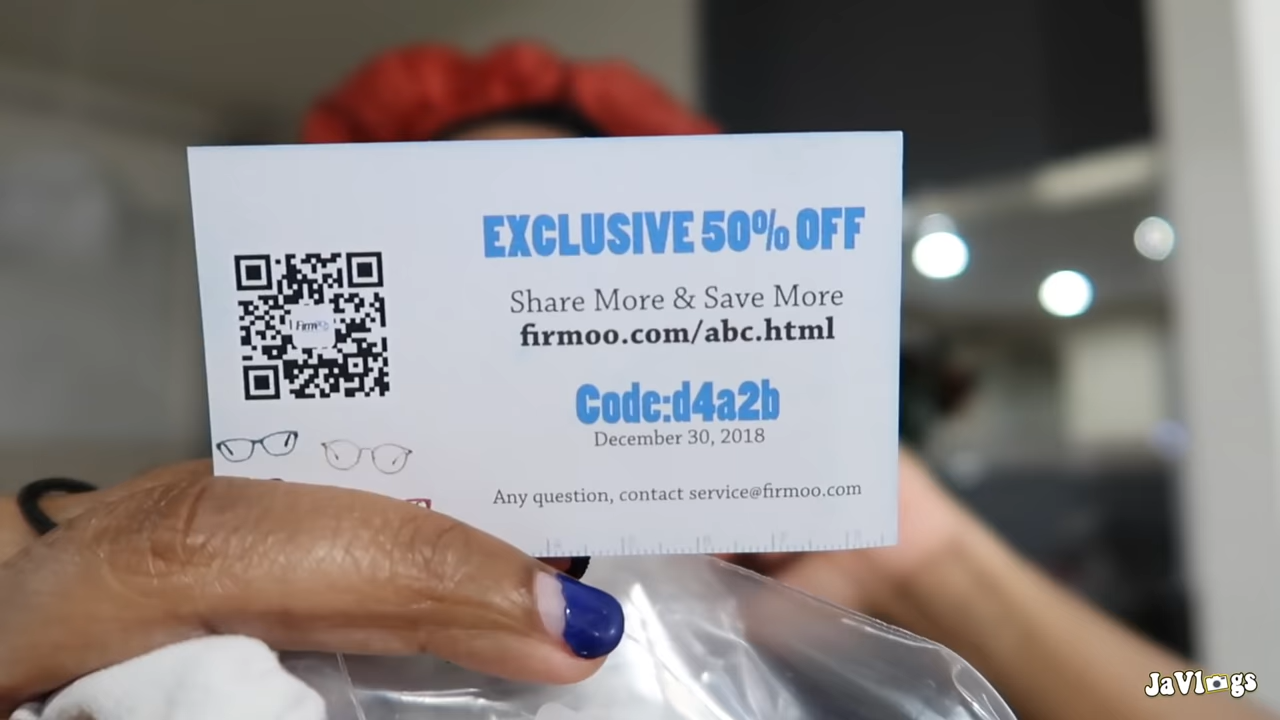 EXCLUSIVE 50% OFF
Share More & Save More
firmoo.com/abc.html
Code:d4a2b
December 30, 2018
Any question, contact service@firmoo.com
JaVlogs